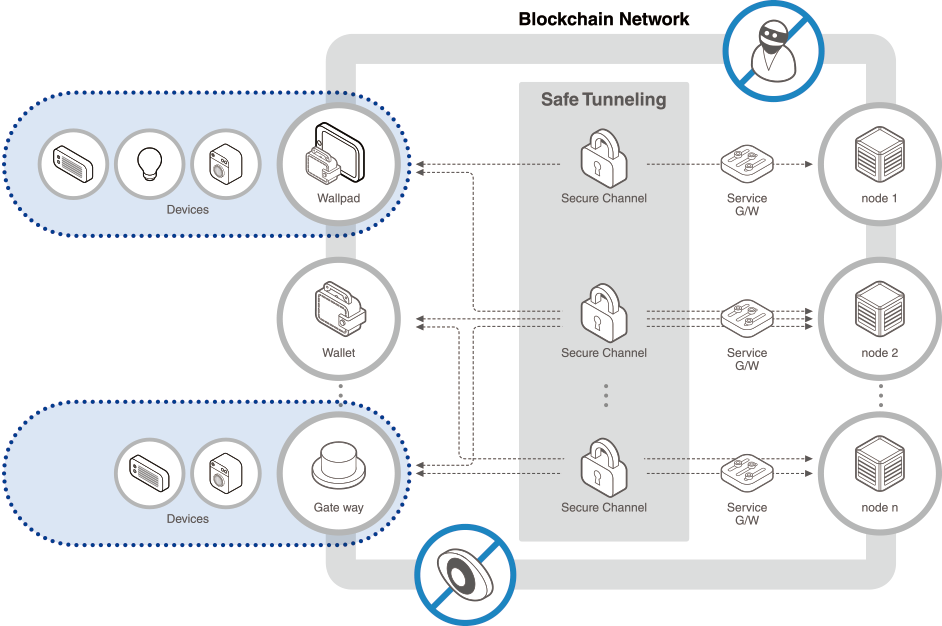 Blockchain Network
Safe Tunneling
Devices
Wallpad
Secure Channel
Service
G/W
node 1
Wallet
Secure Channel
Service
G/W
node 2
Devices
Gate way
Secure Channel
Service
G/W
node n